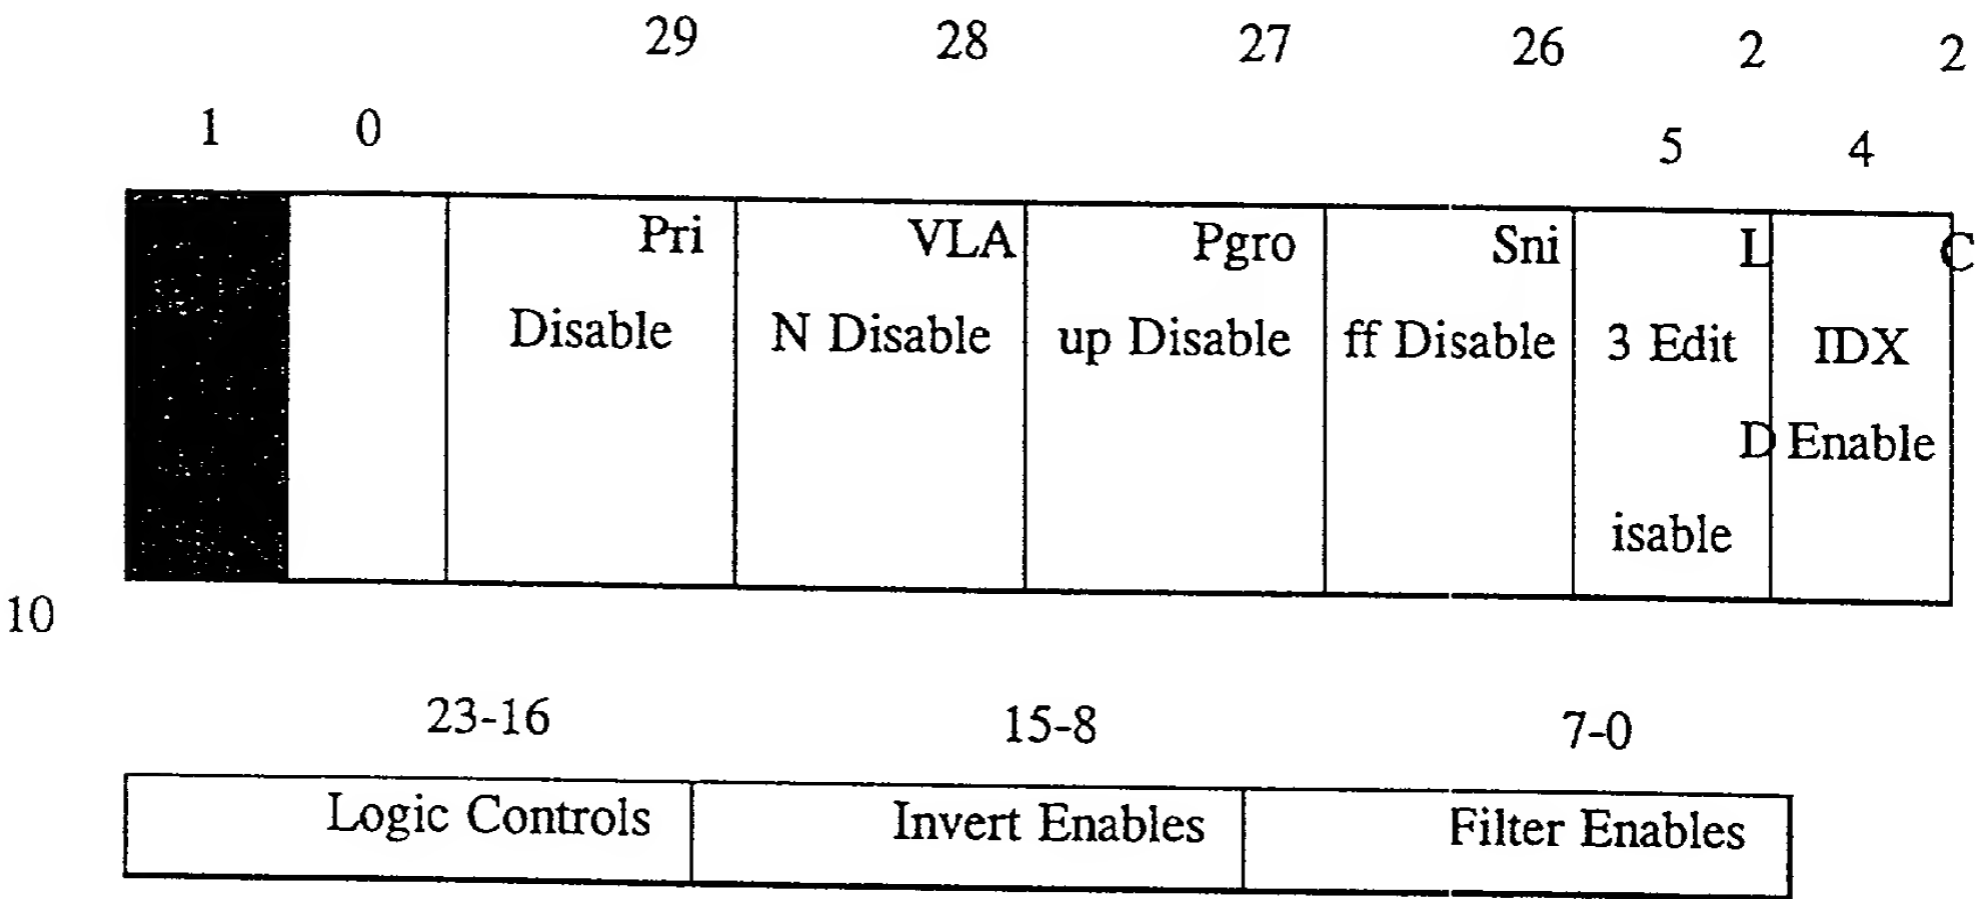 29 28 27 26 2 2
1 0 5 4
Pri VLA Pgro Sni L C
Disable N Disable up Disable ff Disable 3 Edit IDX
D Enable
isable
10
23-16 15-8 7-0
Logic Controls Invert Enables Filter Enables